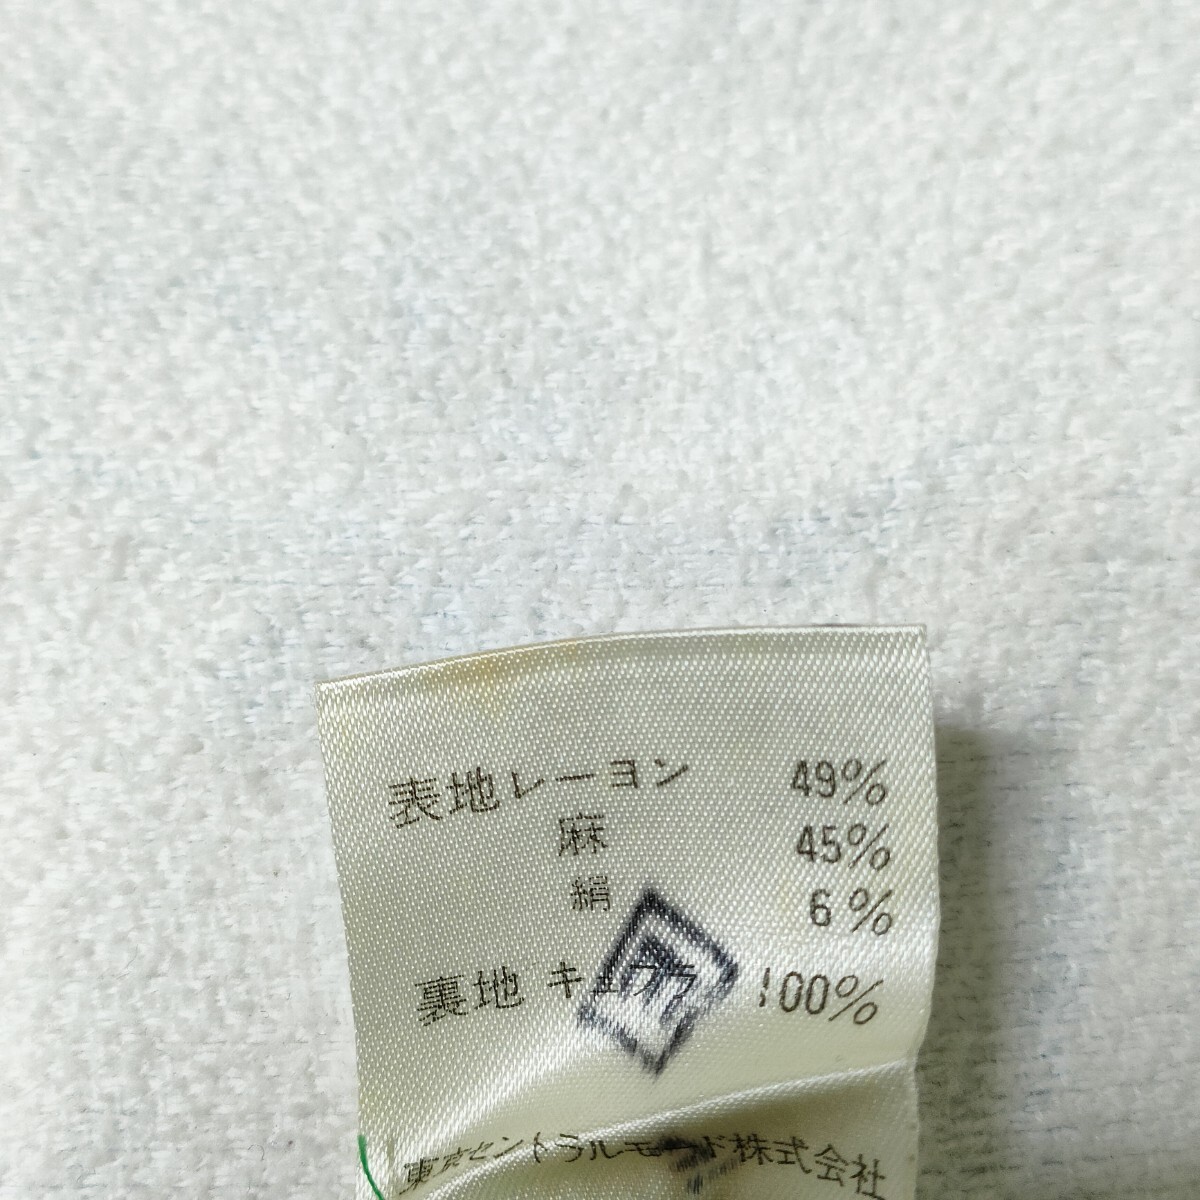 表地レーヨン 49%
麻 45%
絹 6%
裏地 キュプラ 100%
東京セントラルモード株式会社